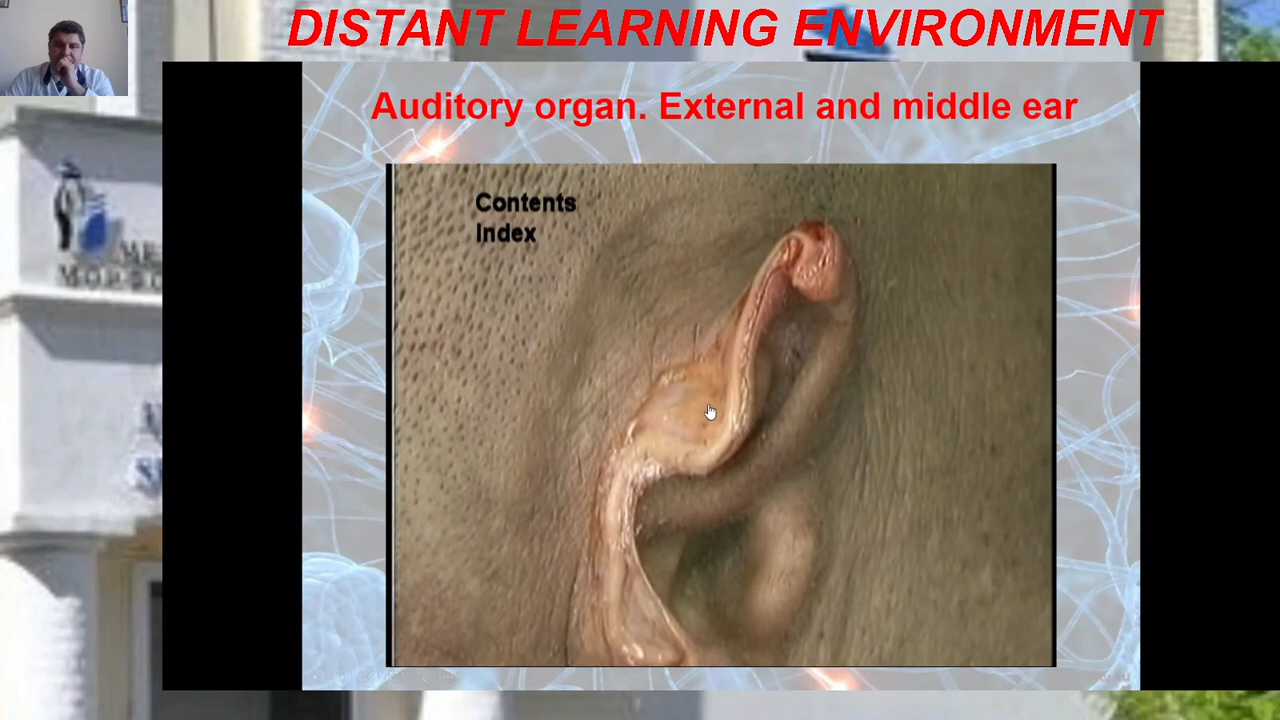 DISTANT LEARNING ENVIRONMENT
Auditory organ. External and middle ear
Contents
Index